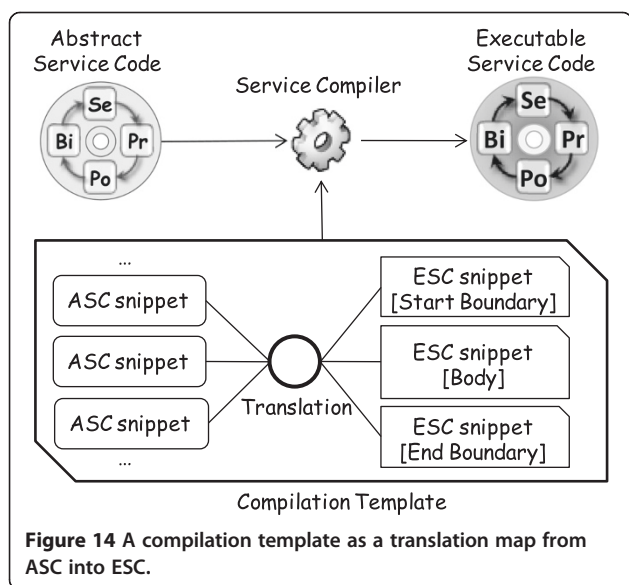 Abstract
Service Code
Executable
Service Code
Service Compiler
Se
Bi
Pr
Po
Se
Bi
Pr
Po
...
ASC snippet
ASC snippet
ASC snippet
...
Translation
ESC snippet
[Start Boundary]
ESC snippet
[Body]
ESC snippet
[End Boundary]
Compilation Template
Figure 14 A compilation template as a translation map from
ASC into ESC.